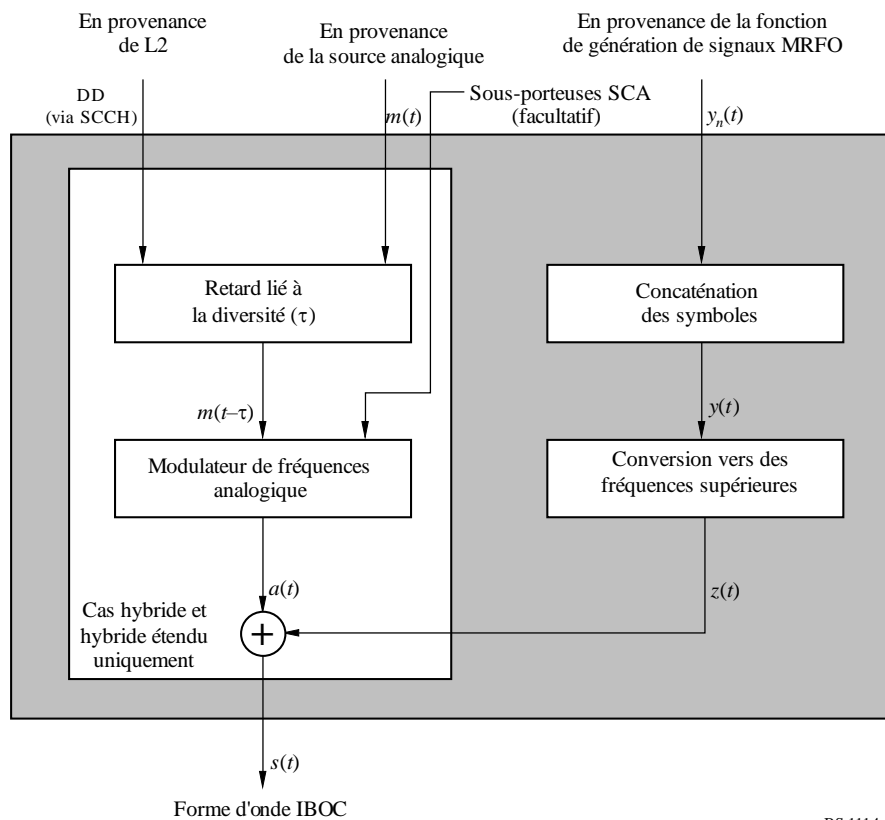 En provenance
de L2
En provenance
de la source analogique
En provenance de la fonction
de génération de signaux MRFO
DD
(via SCCH)
m(t)
Sous-porteuses SCA
(facultatif)
yn(t)
Retard lié à
la diversité (τ)
Concaténation
des symboles
m(t–τ)
y(t)
Modulateur de fréquences
analogique
Conversion vers des
fréquences supérieures
a(t)
z(t)
Cas hybride et
hybride étendu
uniquement
+
s(t)
Forme d'onde IBOC